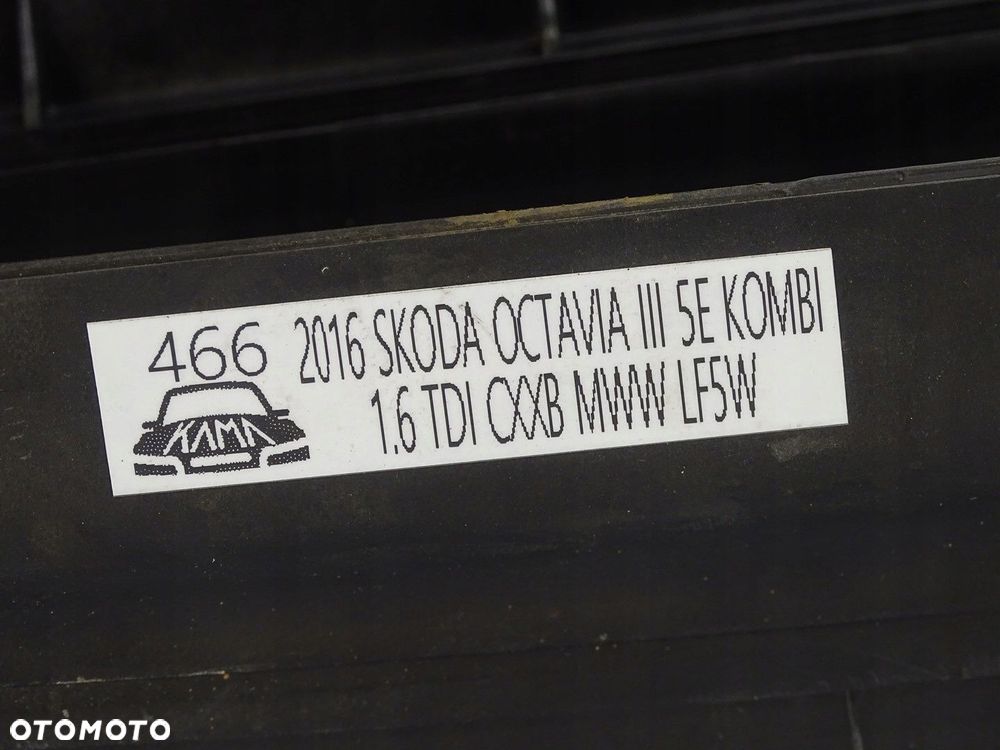 466 2016 SKODA OCTAVIA III 5E KOMBI
KAMA 1.6 TDI CXXB MWW LF5W
OTOMOTO